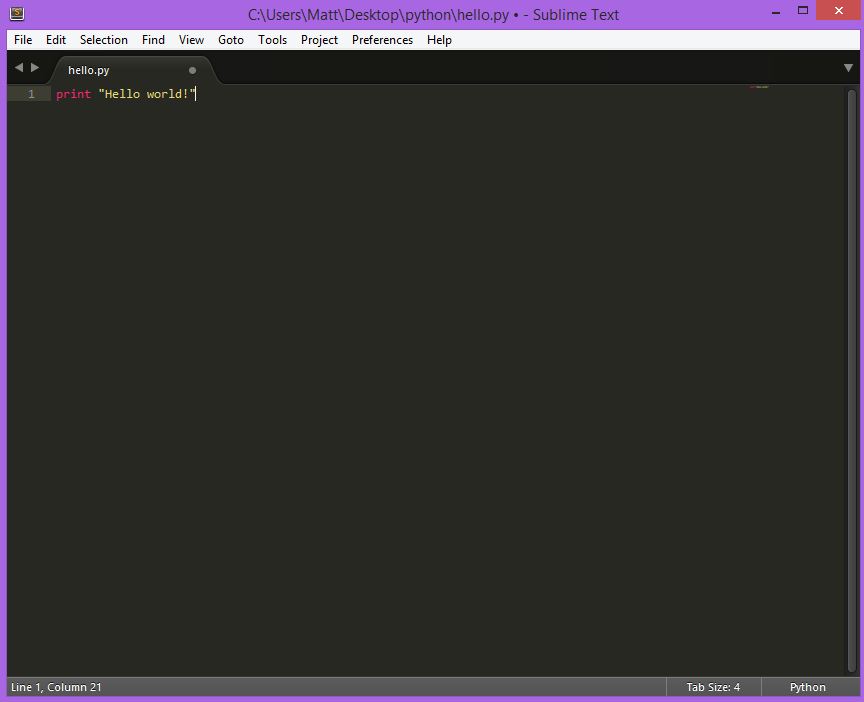 C:\Users\Matt\Desktop\python\hello.py • - Sublime Text
File Edit Selection Find View Goto Tools Project Preferences Help
hello.py
1 print "Hello world!"
Line 1, Column 21 Tab Size: 4 Python